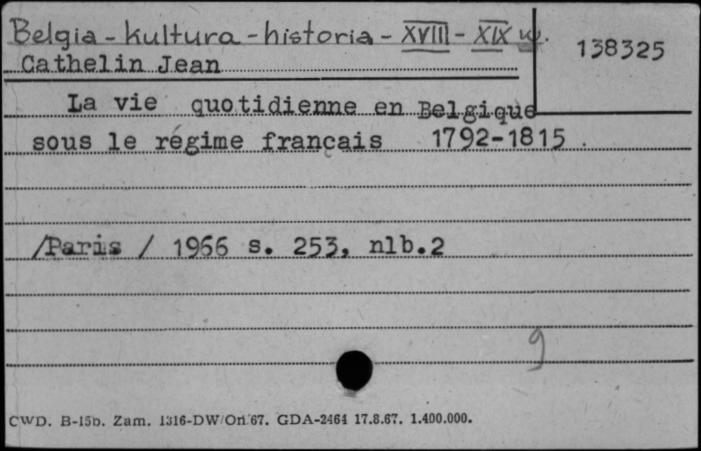 Belgia - kultura - historia - XVIII - XIX w.
138325
Cathelin Jean
La vie quotidienne en Belgique
sous le régime français 1792-1815 .
/Paris / 1966 s. 253, nlb.2
9
CWD. B-15b. Zam. 1316-DW/Ori.67. GDA-2464 17.8.67. 1.400.000.